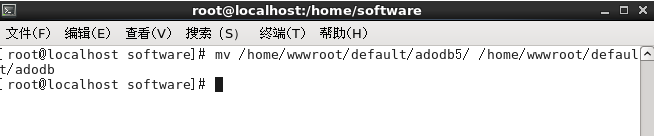 root@localhost:/home/software
文件(F) 编辑(E) 查看(V) 搜索 (S) 终端(T) 帮助(H)
[root@localhost software]# mv /home/wwwroot/default/adodb5/ /home/wwwroot/defaul
t/adodb
[root@localhost software]#